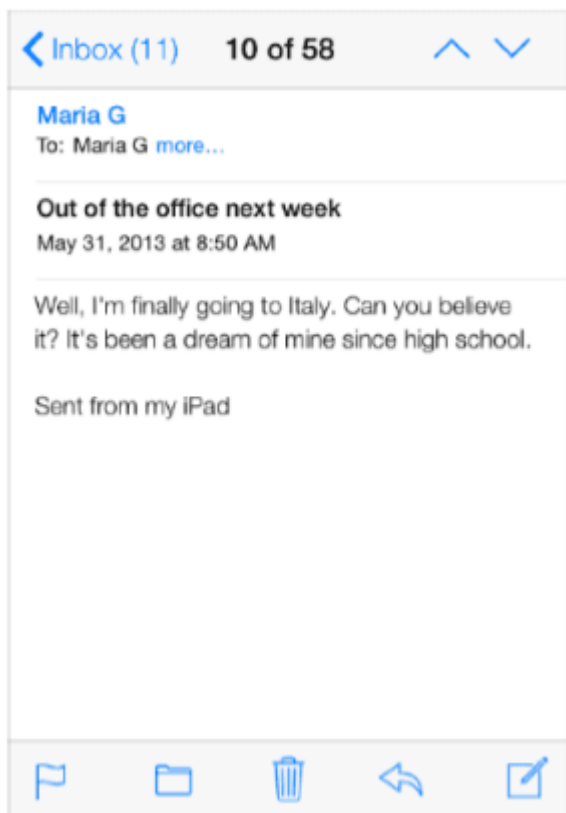 Inbox (11) 10 of 58
Maria G
To: Maria G more...
Out of the office next week
May 31, 2013 at 8:50 AM
Well, I'm finally going to Italy. Can you believe
it? It's been a dream of mine since high school.
Sent from my iPad